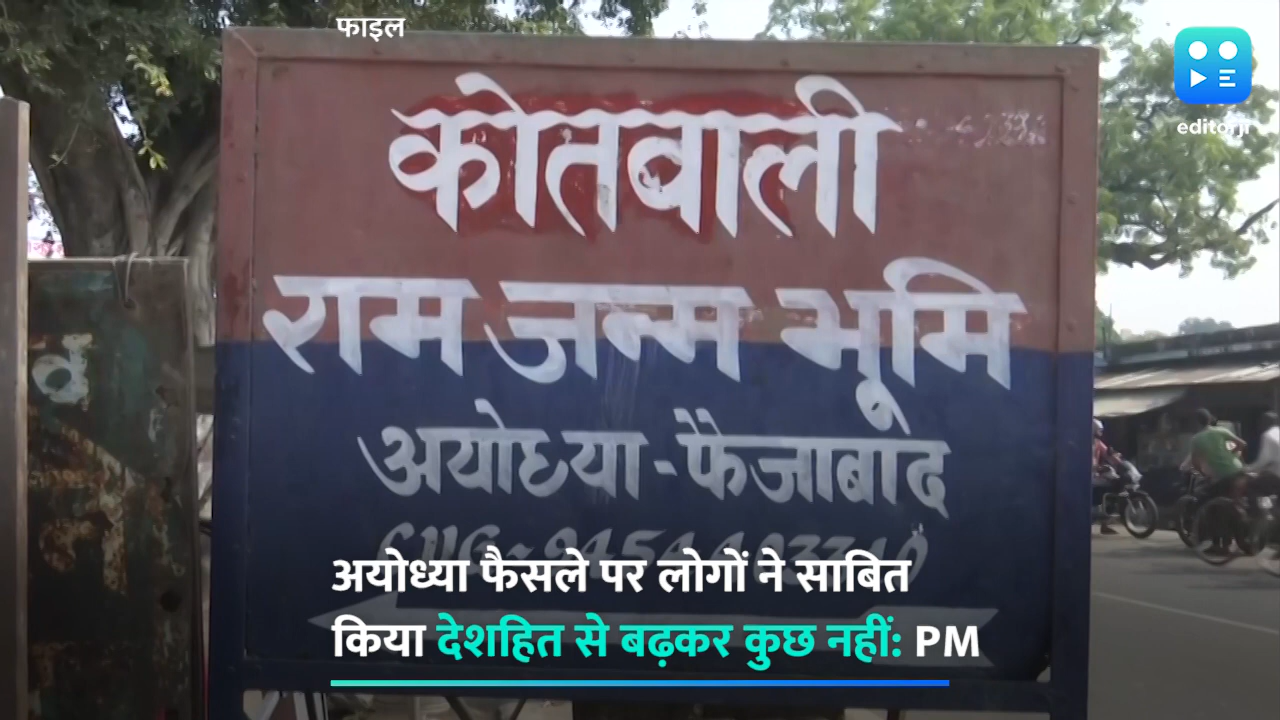 फाइल
editorji
कोतवाली
राम जन्म भूमि
अयोध्या - फैजाबाद
अयोध्या फैसले पर लोगों ने साबित
किया देशहित से बढ़कर कुछ नहीं: PM